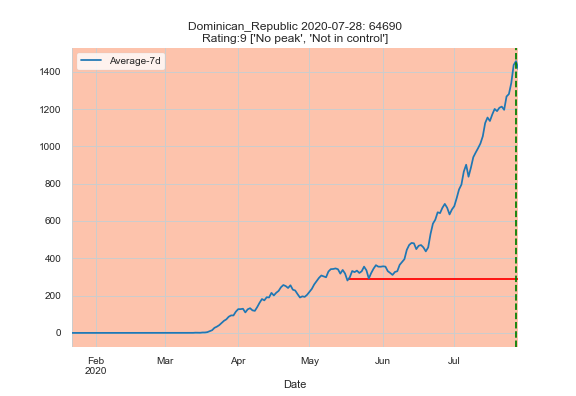 Dominican_Republic 2020-07-28: 64690
Rating:9 ['No peak', 'Not in control']
Average-7d
1400
1200
1000
800
600
400
200
0
Feb Mar Apr May Jun Jul
2020
Date